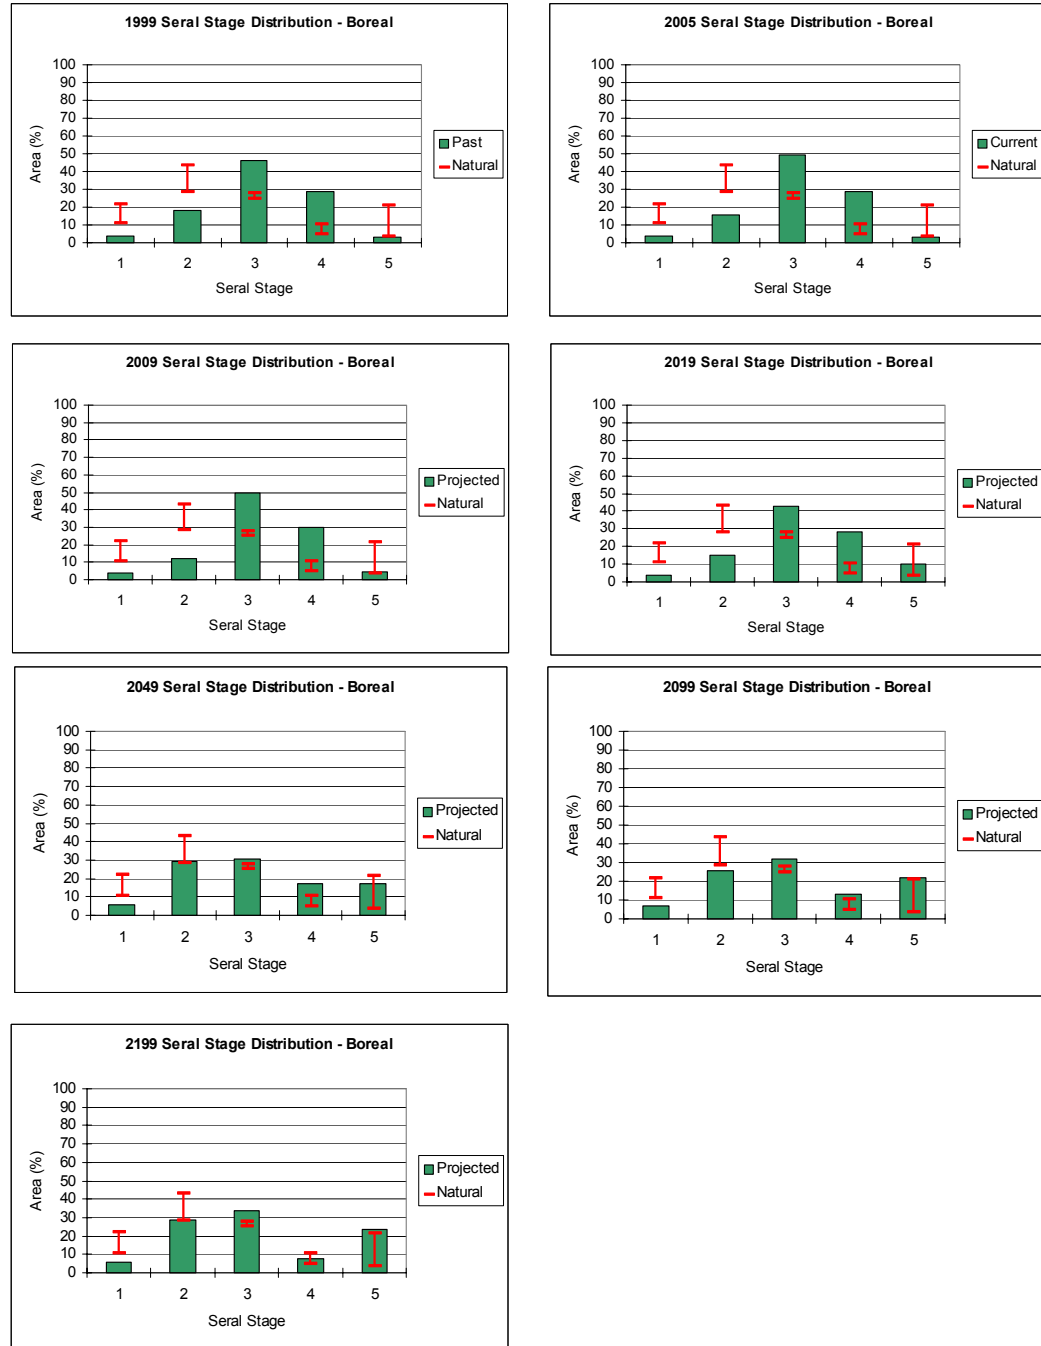 1999 Seral Stage Distribution - Boreal
100
90
80
70
60
50
40
30
20
10
0
Area (%)
1 2 3 4 5
Seral Stage
Past
Natural
2005 Seral Stage Distribution - Boreal
100
90
80
70
60
50
40
30
20
10
0
Area (%)
1 2 3 4 5
Seral Stage
Current
Natural
2009 Seral Stage Distribution - Boreal
100
90
80
70
60
50
40
30
20
10
0
Area (%)
1 2 3 4 5
Seral Stage
Projected
Natural
2019 Seral Stage Distribution - Boreal
100
90
80
70
60
50
40
30
20
10
0
Area (%)
1 2 3 4 5
Seral Stage
Projected
Natural
2049 Seral Stage Distribution - Boreal
100
90
80
70
60
50
40
30
20
10
0
Area (%)
1 2 3 4 5
Seral Stage
Projected
Natural
2099 Seral Stage Distribution - Boreal
100
90
80
70
60
50
40
30
20
10
0
Area (%)
1 2 3 4 5
Seral Stage
Projected
Natural
2199 Seral Stage Distribution - Boreal
100
90
80
70
60
50
40
30
20
10
0
Area (%)
1 2 3 4 5
Seral Stage
Projected
Natural